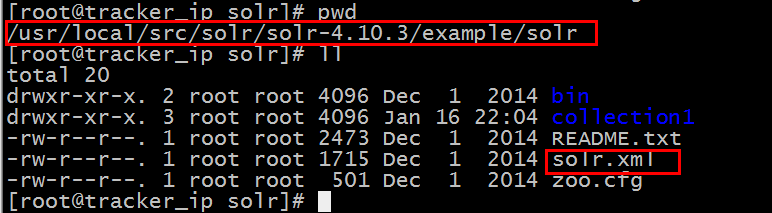 [root@tracker_ip solr]# pwd
/usr/local/src/solr/solr-4.10.3/example/solr
[root@tracker_ip solr]# ll
total 20
drwxr-xr-x. 2 root root 4096 Dec  1  2014 bin
drwxr-xr-x. 3 root root 4096 Jan 16 22:04 collection1
-rw-r--r--. 1 root root 2473 Dec  1  2014 README.txt
-rw-r--r--. 1 root root 1715 Dec  1  2014 solr.xml
-rw-r--r--. 1 root root  501 Dec  1  2014 zoo.cfg
[root@tracker_ip solr]#